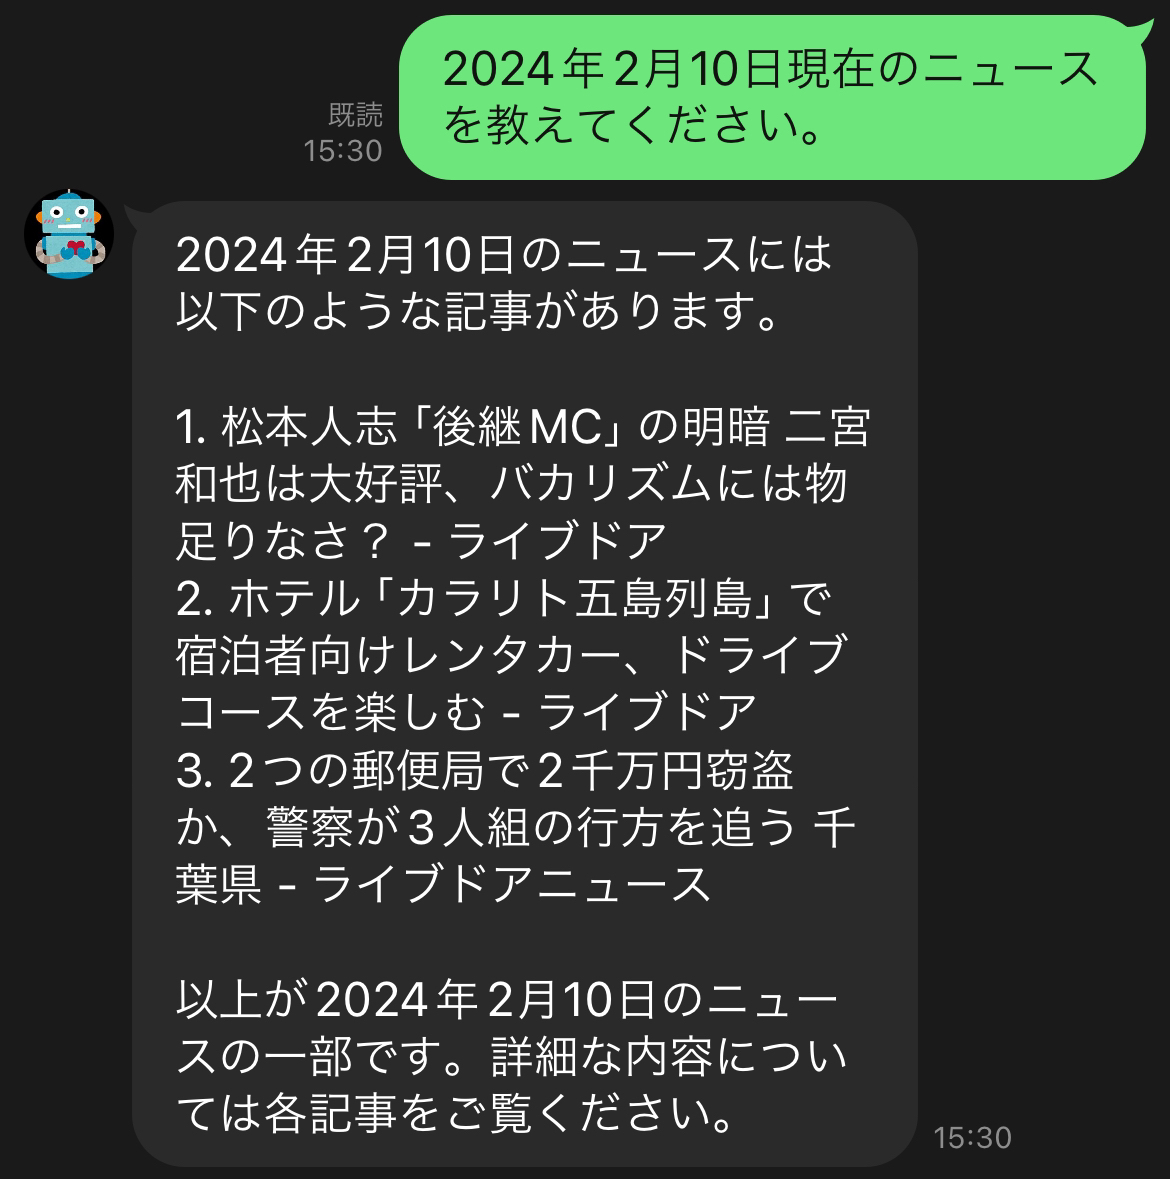 2024年2月10日現在のニュース
を教えてください。
既読
15:30
2024年2月10日のニュースには
以下のような記事があります。
1. 松本人志「後継MC」の明暗 二宮
和也は大好評、バカリズムには物
足りなさ？ - ライブドア
2. ホテル「カラリト五島列島」で
宿泊者向けレンタカー、ドライブ
コースを楽しむ - ライブドア
3. 2つの郵便局で2千万円窃盗
か、警察が3人組の行方を追う 千
葉県 - ライブドアニュース
以上が2024年2月10日のニュー
スの一部です。詳細な内容につい
ては各記事をご覧ください。
15:30